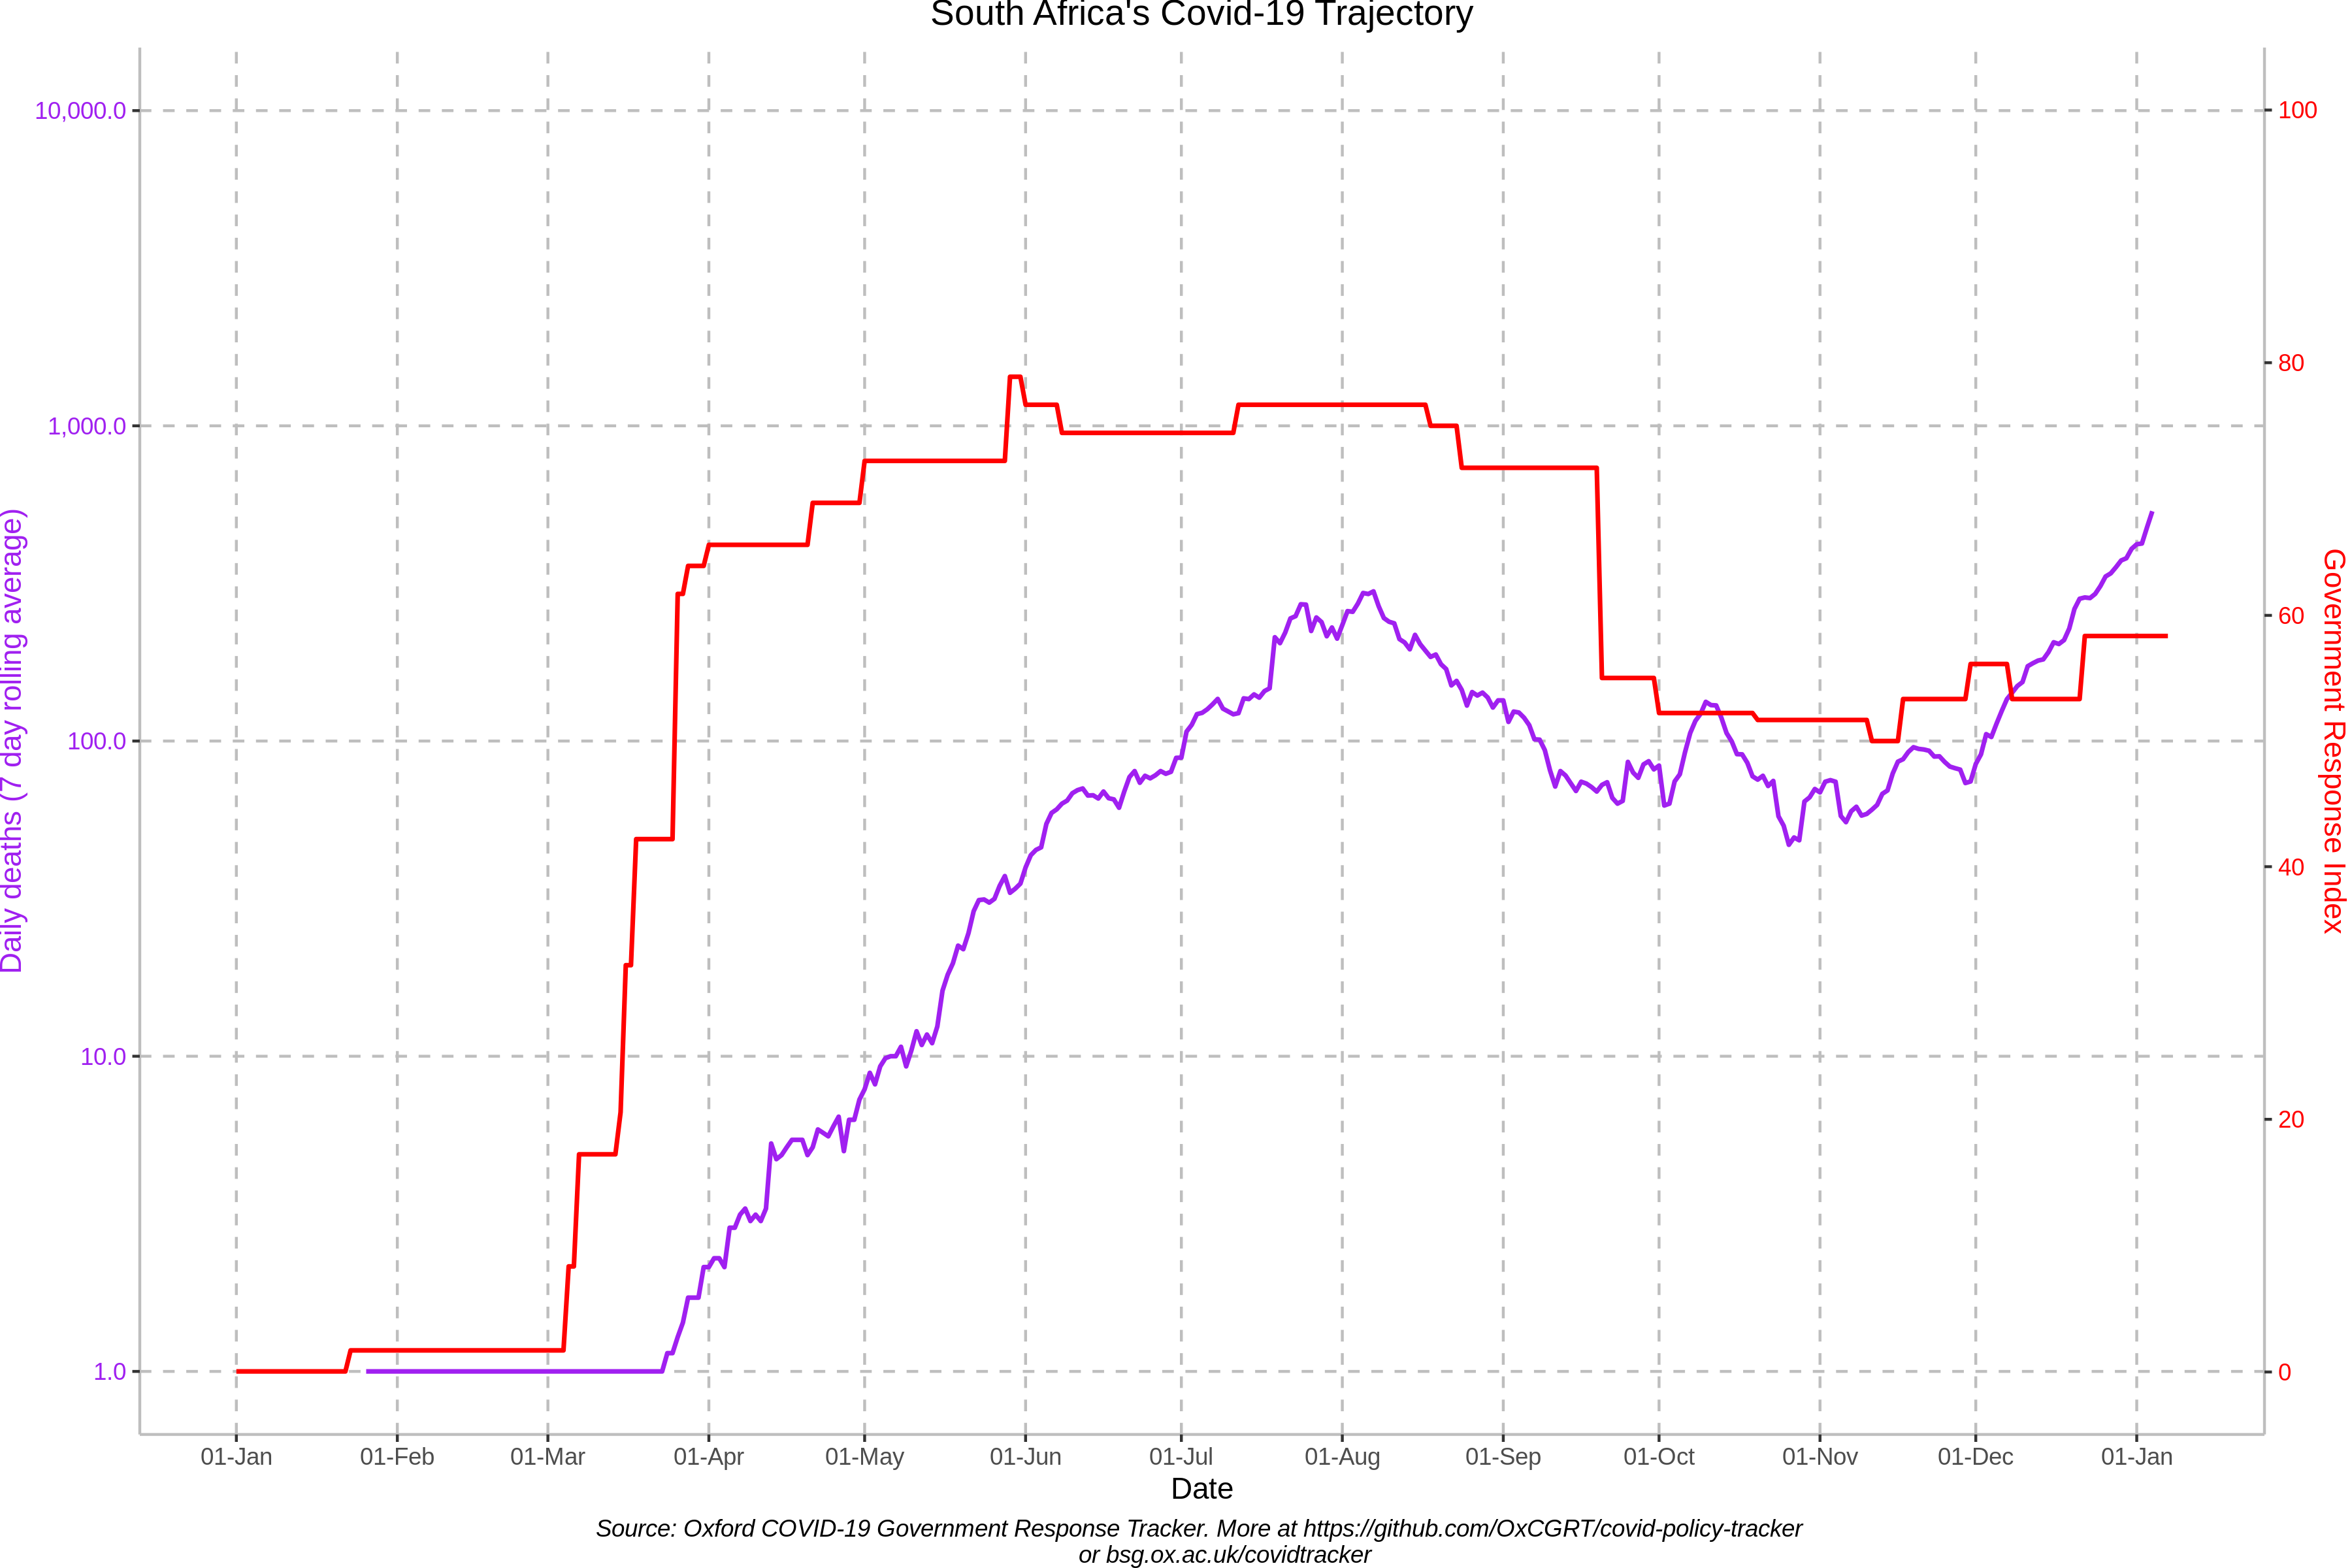 South Africa's Covid-19 Trajectory
10,000.0
1,000.0
100.0
10.0
1.0
Daily deaths (7 day rolling average)
100
80
60
40
20
0
Government Response Index
01-Jan 01-Feb 01-Mar 01-Apr 01-May 01-Jun 01-Jul 01-Aug 01-Sep 01-Oct 01-Nov 01-Dec 01-Jan
Date
Source: Oxford COVID-19 Government Response Tracker. More at https://github.com/OxCGRT/covid-policy-tracker
or bsg.ox.ac.uk/covidtracker